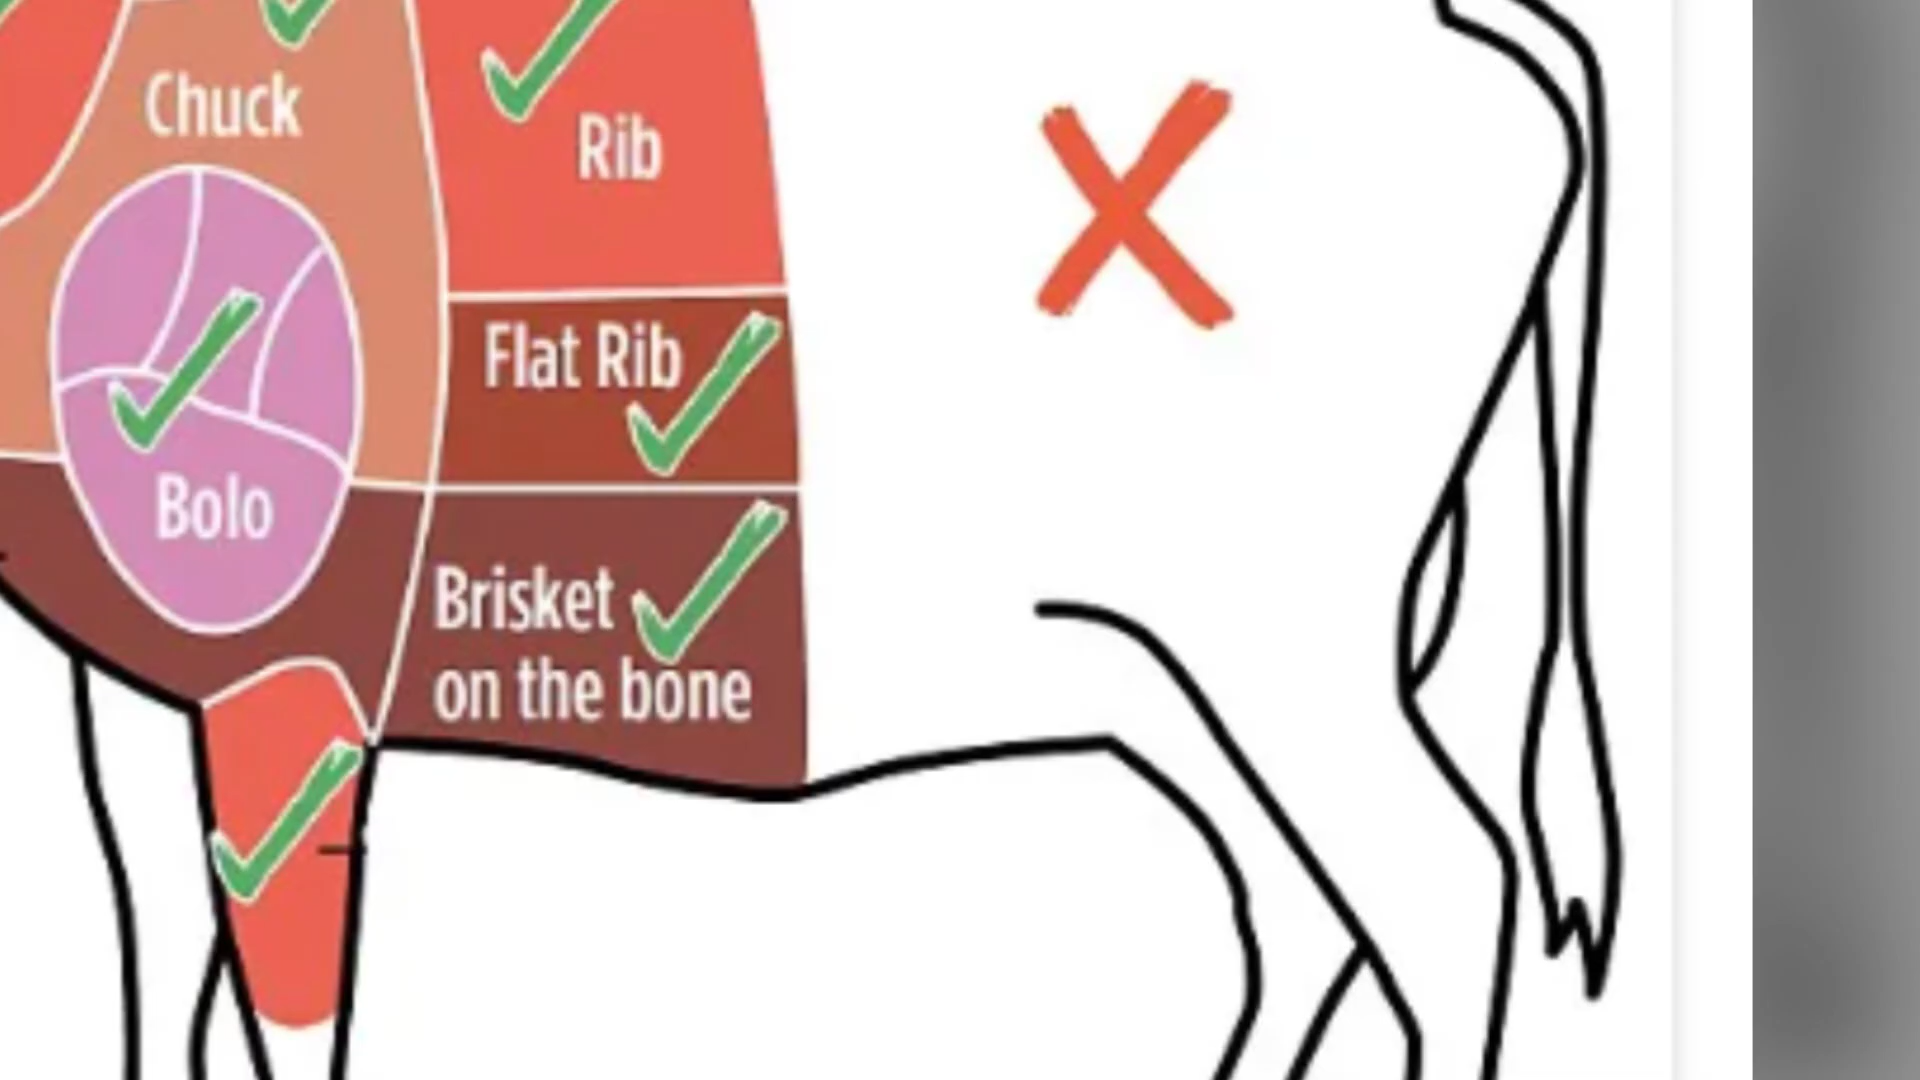 Chuck
Rib
Flat Rib
Bolo
Brisket
on the bone